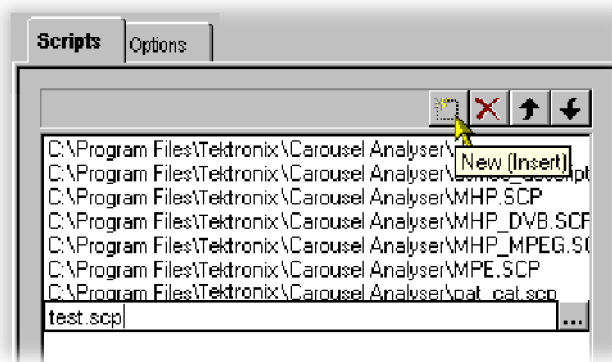 Scripts
Options
C:\Program Files\Tektronix\Carousel Analyser\
New (Insert)
C:\Program Files\Tektronix\Carousel Analyser\
C:\Program Files\Tektronix\Carousel Analyser\MHP.SCP
C:\Program Files\Tektronix\Carousel Analyser\MHP_DVB.SCP
C:\Program Files\Tektronix\Carousel Analyser\MHP_MPEG.S
C:\Program Files\Tektronix\Carousel Analyser\MPE.SCP
C:\Program Files\Tektronix\Carousel Analyser\pat_cat.scp
test.scp
...